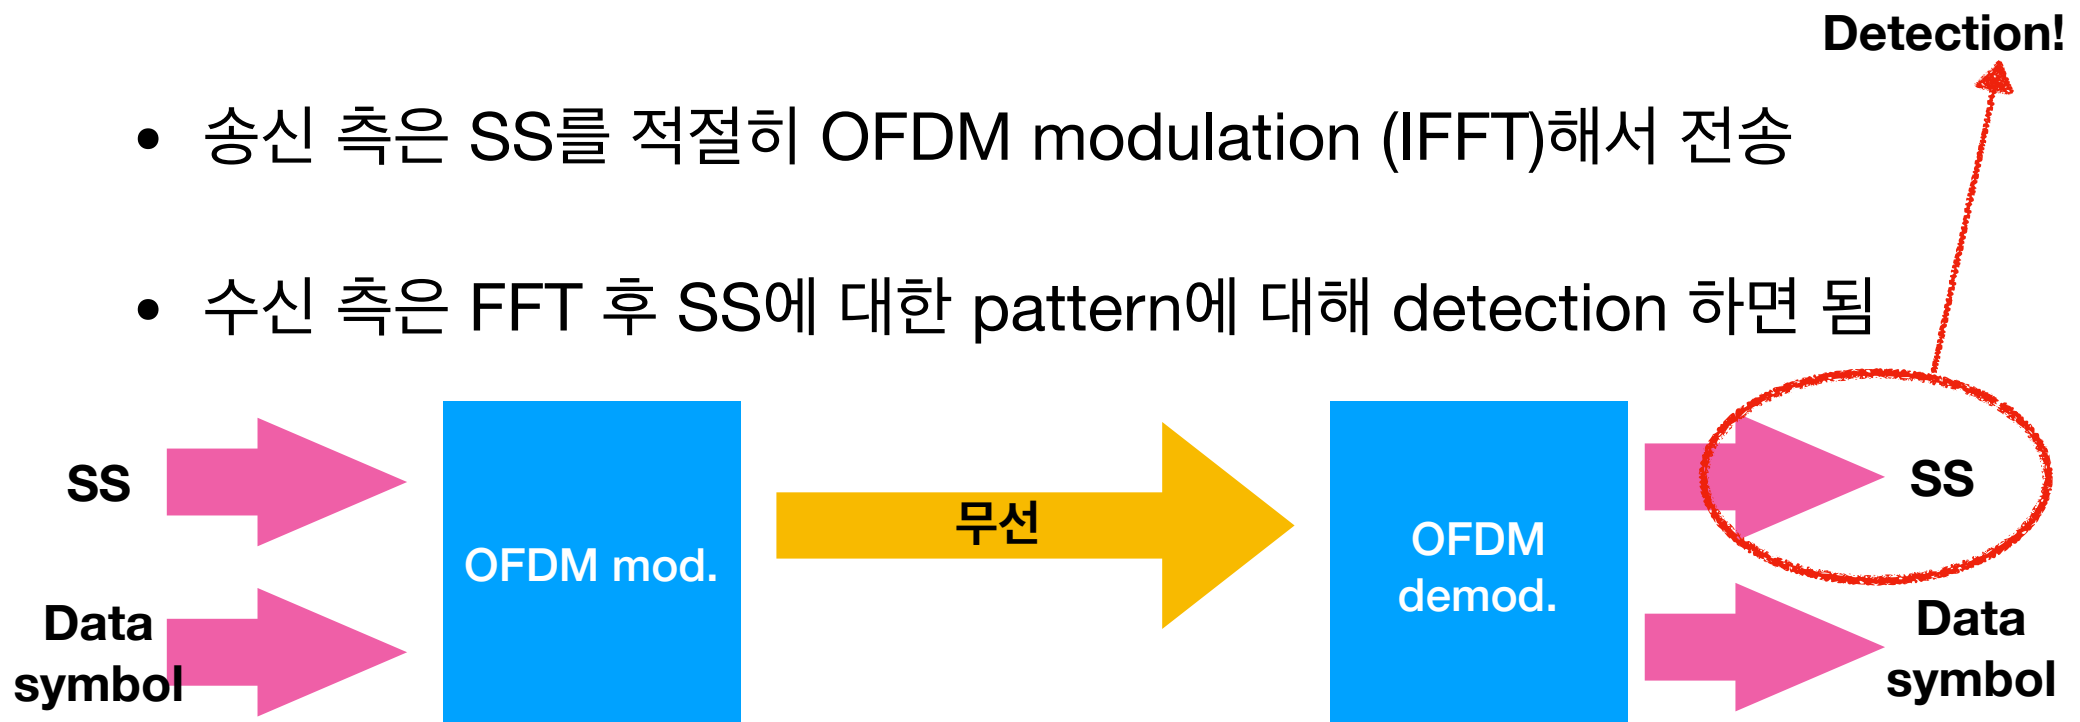 Detection!
• 송신 측은 SS를 적절히 OFDM modulation (IFFT)해서 전송
• 수신 측은 FFT 후 SS에 대한 pattern에 대해 detection 하면 됨
SS
Data
symbol
OFDM mod.
무선
OFDM
demod.
SS
Data
symbol